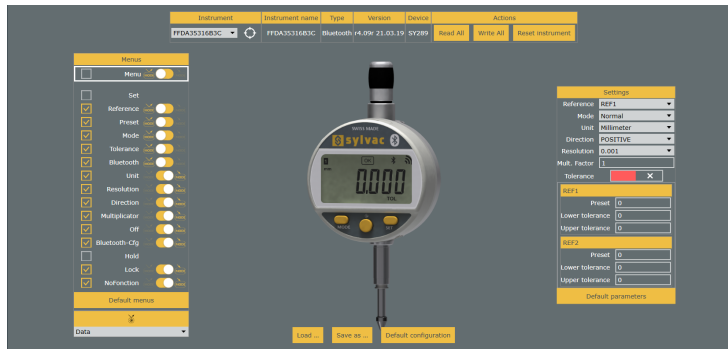 Instrument Instrument name Type Version Device Actions
FFDA35316B3C FFDA35316B3C Bluetooth r4.09r 21.03.19 SY289 Read All Write All Reset instrument
Menus
Menu
Set
Reference
Preset
Mode
Tolerance
Bluetooth
Unit
Resolution
Direction
Multiplicator
Off
Bluetooth-Cfg
Hold
Lock
NoFonction
Default menus
Data
SWISS MADE
sylvac
0.000
TOL
MODE
SET
Load ... Save as ... Default configuration
Settings
Reference REF1
Mode Normal
Unit Millimeter
Direction POSITIVE
Resolution 0.001
Mult. Factor 1
Tolerance X
REF1
Preset 0
Lower tolerance 0
Upper tolerance 0
REF2
Preset 0
Lower tolerance 0
Upper tolerance 0
Default parameters